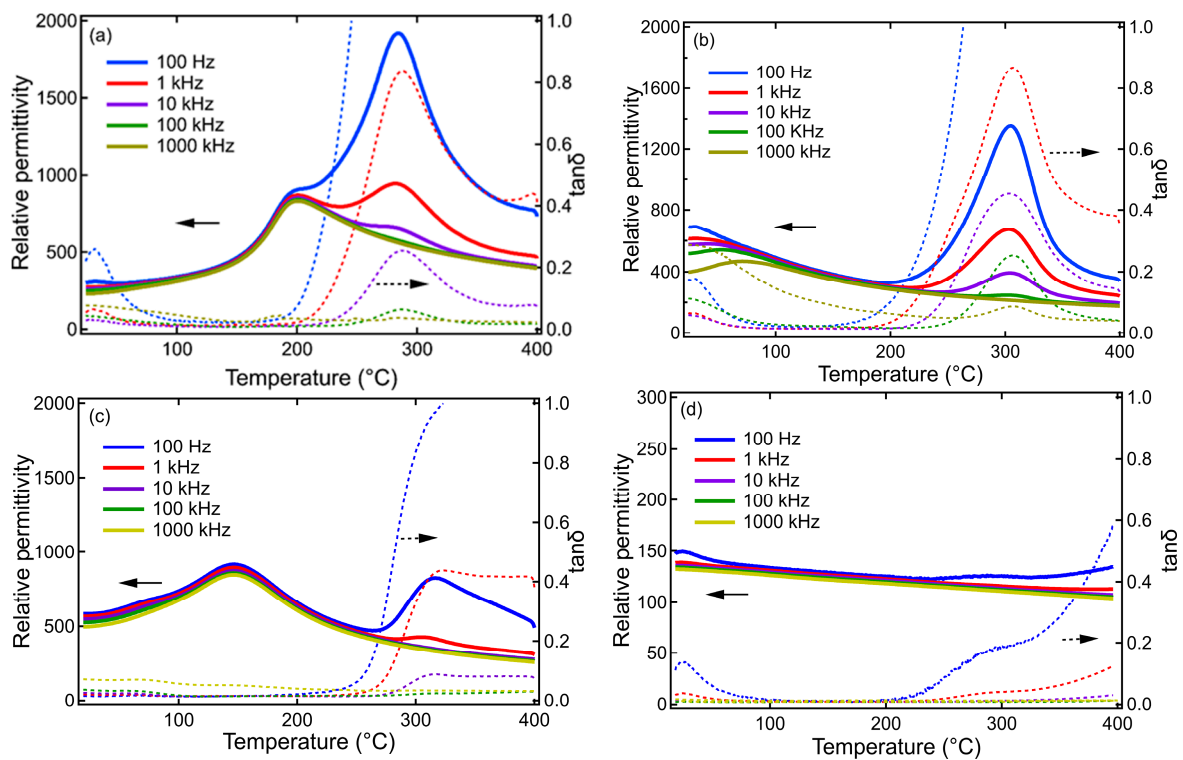 (a)
2000
1500
1000
500
0
Relative permittivity
100 Hz
1 kHz
10 kHz
100 kHz
1000 kHz
1.0
0.8
0.6
0.4
0.2
0.0
tanδ
100
200
300
400
Temperature (°C)
(b)
2000
1600
1200
800
600
400
200
0
Relative permittivity
100 Hz
1 kHz
10 kHz
100 KHz
1000 kHz
1.0
0.8
0.6
0.4
0.2
0.0
tanδ
100
200
300
400
Temperature (°C)
(c)
2000
1500
1000
500
0
Relative permittivity
100 Hz
1 kHz
10 kHz
100 kHz
1000 kHz
1.0
0.8
0.6
0.4
0.2
0.0
tanδ
100
200
300
400
Temperature (°C)
(d)
300
250
200
150
100
50
0
Relative permittivity
100 Hz
1 kHz
10 kHz
100 kHz
1000 kHz
1.0
0.8
0.6
0.4
0.2
0.0
tanδ
100
200
300
400
Temperature (°C)